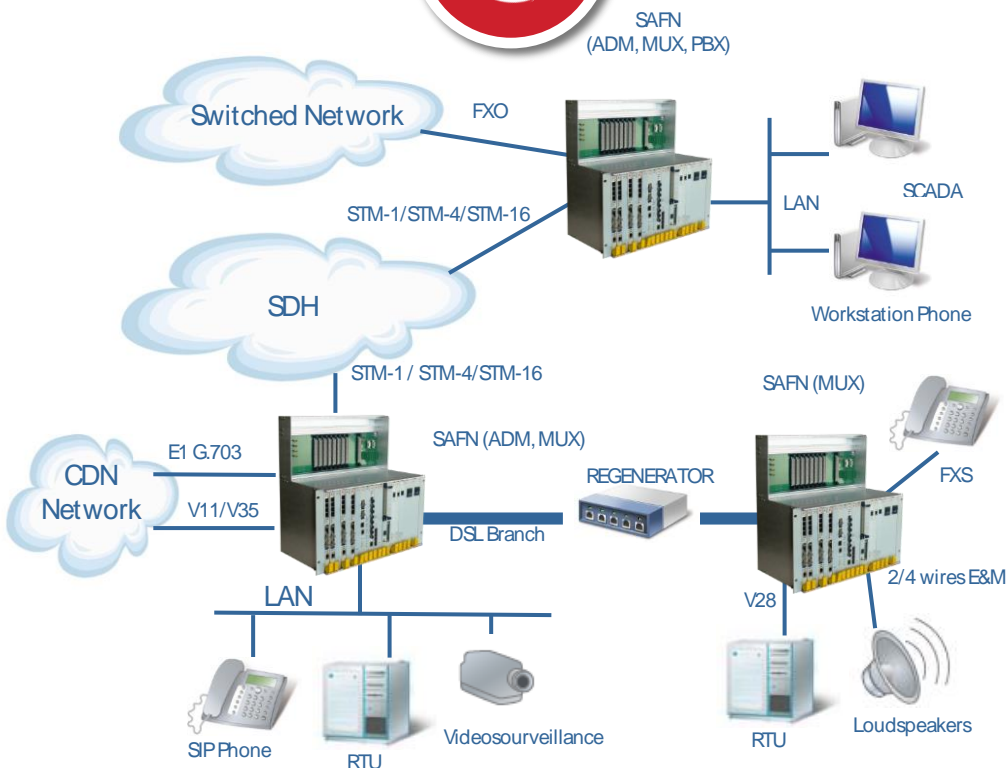 SAFN
(ADM, MUX, PBX)
Switched Network
FXO
SCADA
LAN
STM-1/STM-4/STM-16
SDH
Workstation Phone
STM-1 / STM-4/STM-16
SAFN (MUX)
SAFN (ADM, MUX)
E1 G.703
CDN
Network
REGENERATOR
FXS
V11/V35
DSL Branch
2/4 wires E&M
LAN
V28
SIP Phone
RTU
Videosourveillance
RTU
Loudspeakers